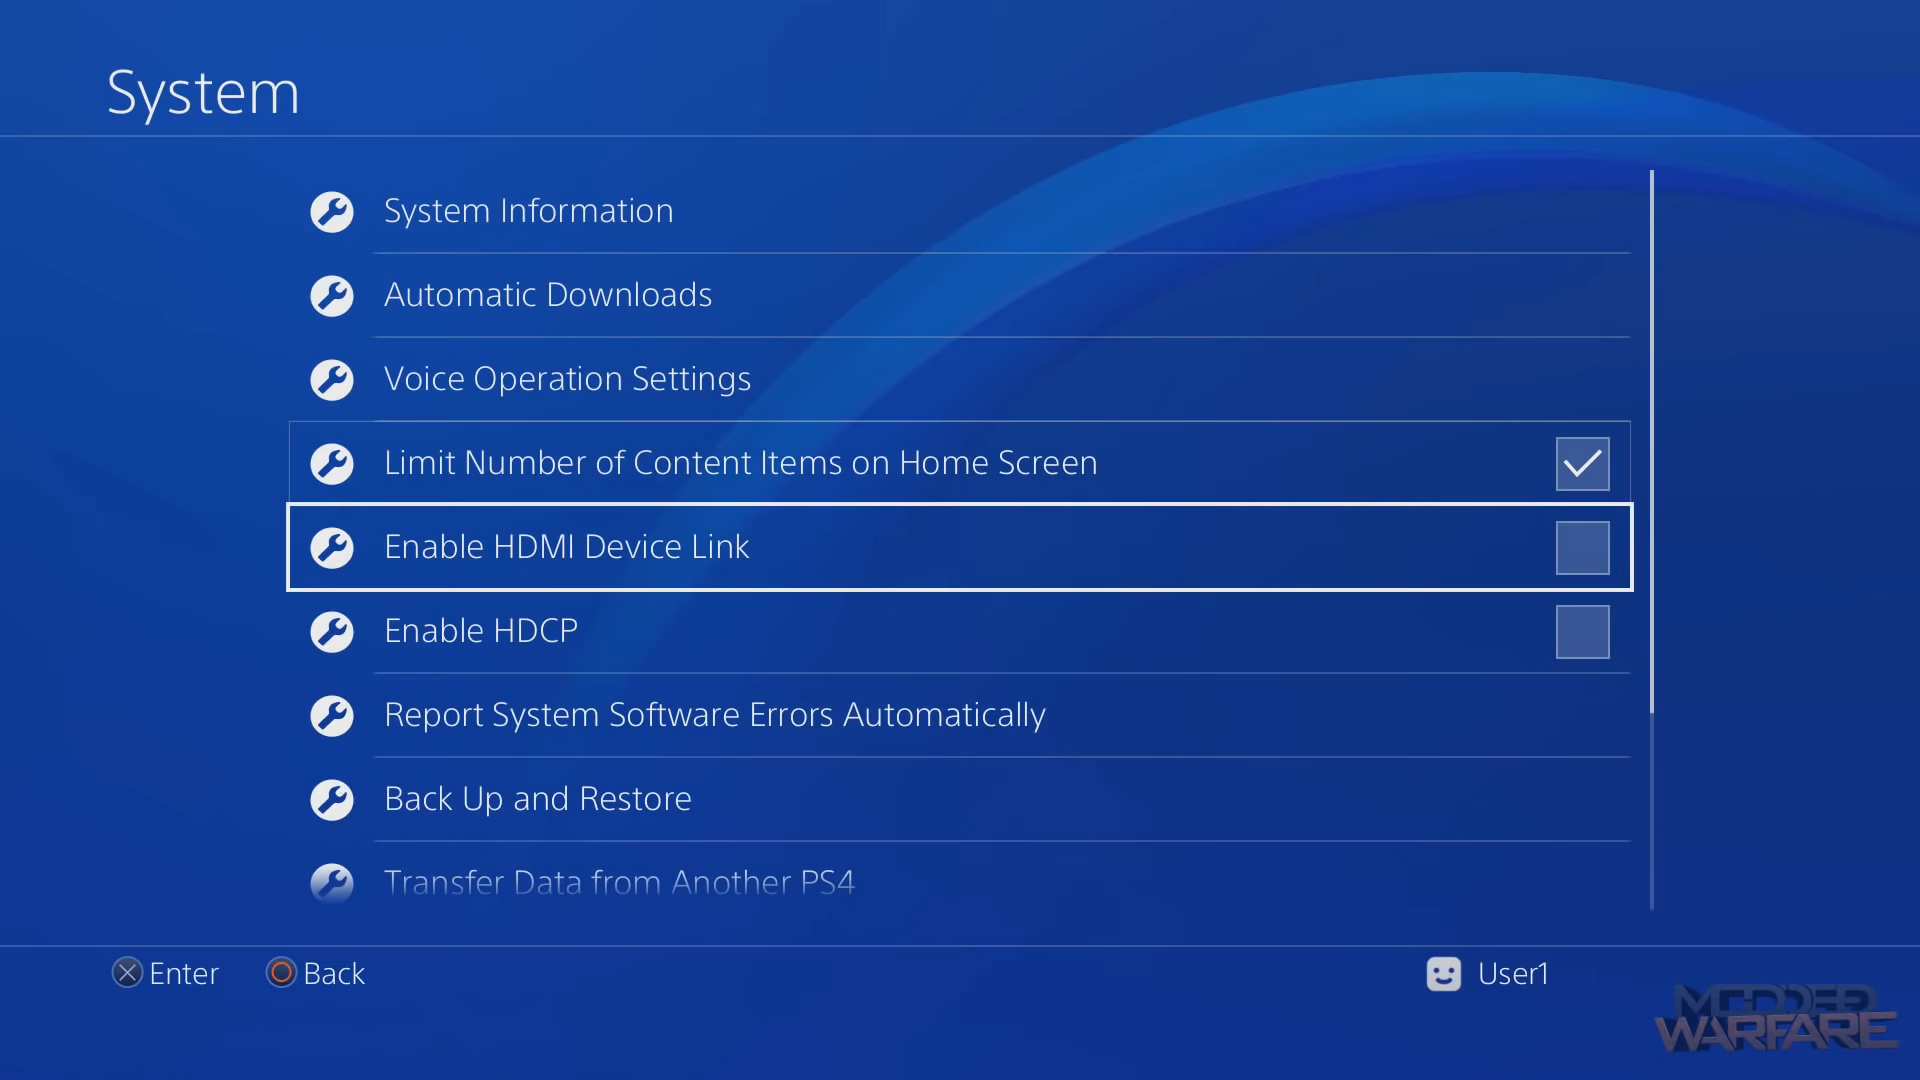 System
System Information
Automatic Downloads
Voice Operation Settings
Limit Number of Content Items on Home Screen
Enable HDMI Device Link
Enable HDCP
Report System Software Errors Automatically
Back Up and Restore
Transfer Data from Another PS4
Enter Back User1
MODDED
WARFARE